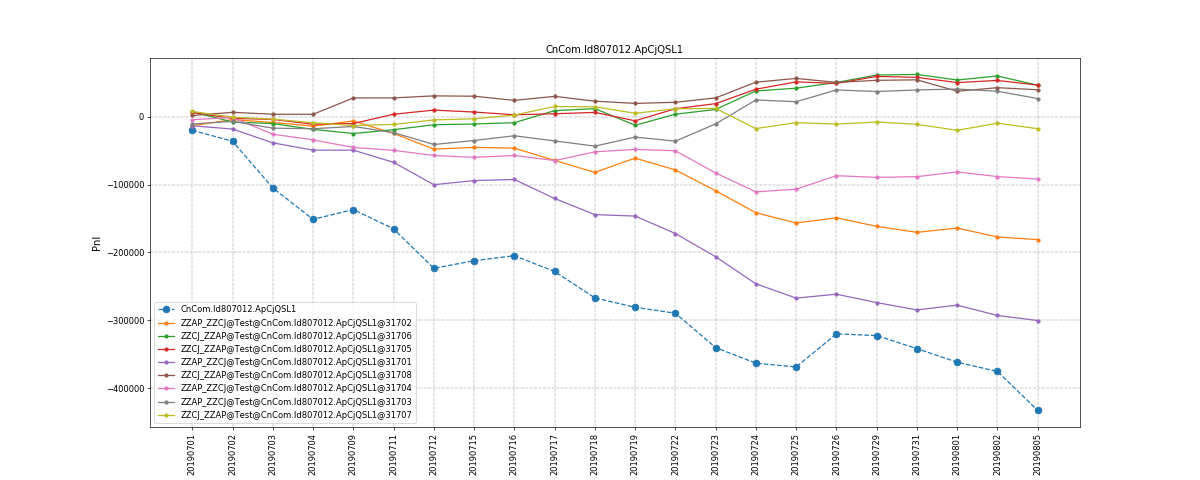 CnCom.Id807012.ApCjQSL1
Pnl
0
−100000
−200000
−300000
−400000
CnCom.Id807012.ApCjQSL1
ZZAP_ZZCJ@Test@CnCom.Id807012.ApCjQSL1@31702
ZZCJ_ZZAP@Test@CnCom.Id807012.ApCjQSL1@31706
ZZCJ_ZZAP@Test@CnCom.Id807012.ApCjQSL1@31705
ZZAP_ZZCJ@Test@CnCom.Id807012.ApCjQSL1@31701
ZZCJ_ZZAP@Test@CnCom.Id807012.ApCjQSL1@31708
ZZAP_ZZCJ@Test@CnCom.Id807012.ApCjQSL1@31704
ZZAP_ZZCJ@Test@CnCom.Id807012.ApCjQSL1@31703
ZZCJ_ZZAP@Test@CnCom.Id807012.ApCjQSL1@31707
20190701
20190702
20190703
20190704
20190709
20190711
20190712
20190715
20190716
20190717
20190718
20190719
20190722
20190723
20190724
20190725
20190726
20190729
20190731
20190801
20190802
20190805